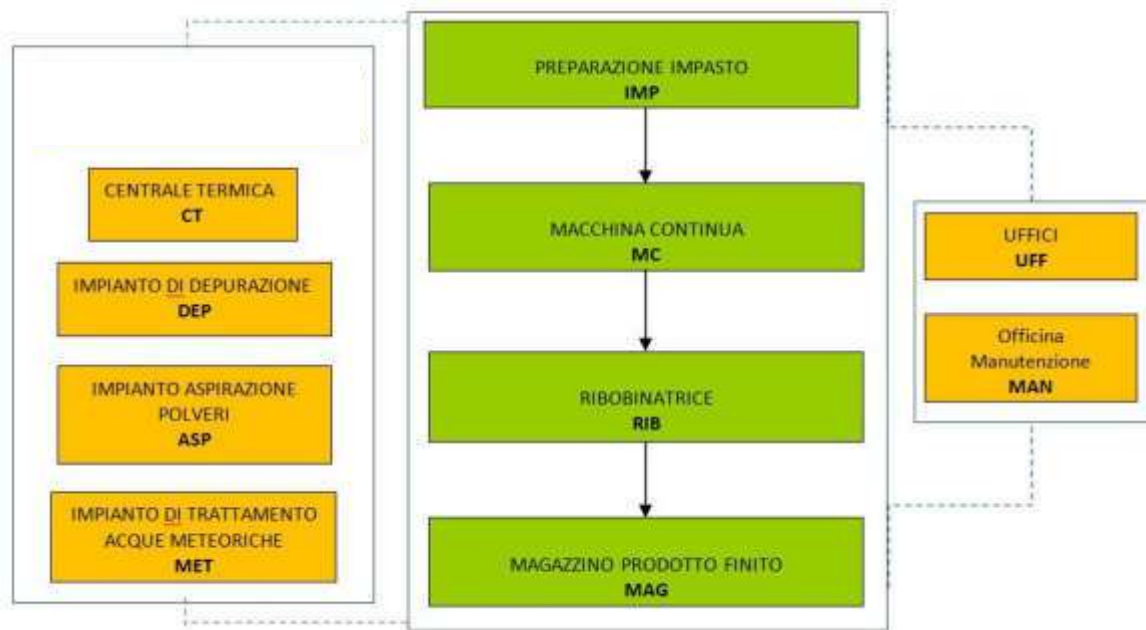 PREPARAZIONE IMPASTO
IMP
CENTRALE TERMICA
CT
IMPIANTO DI DEPURAZIONE
DEP
IMPIANTO ASPIRAZIONE
POLVERI
ASP
IMPIANTO DI TRATTAMENTO
ACQUE METEORICHE
MET
MACCHINA CONTINUA
MC
RIBOBINATRICE
RIB
MAGAZZINO PRODOTTO FINITO
MAG
UFFICI
UFF
Officina
Manutenzione
MAN